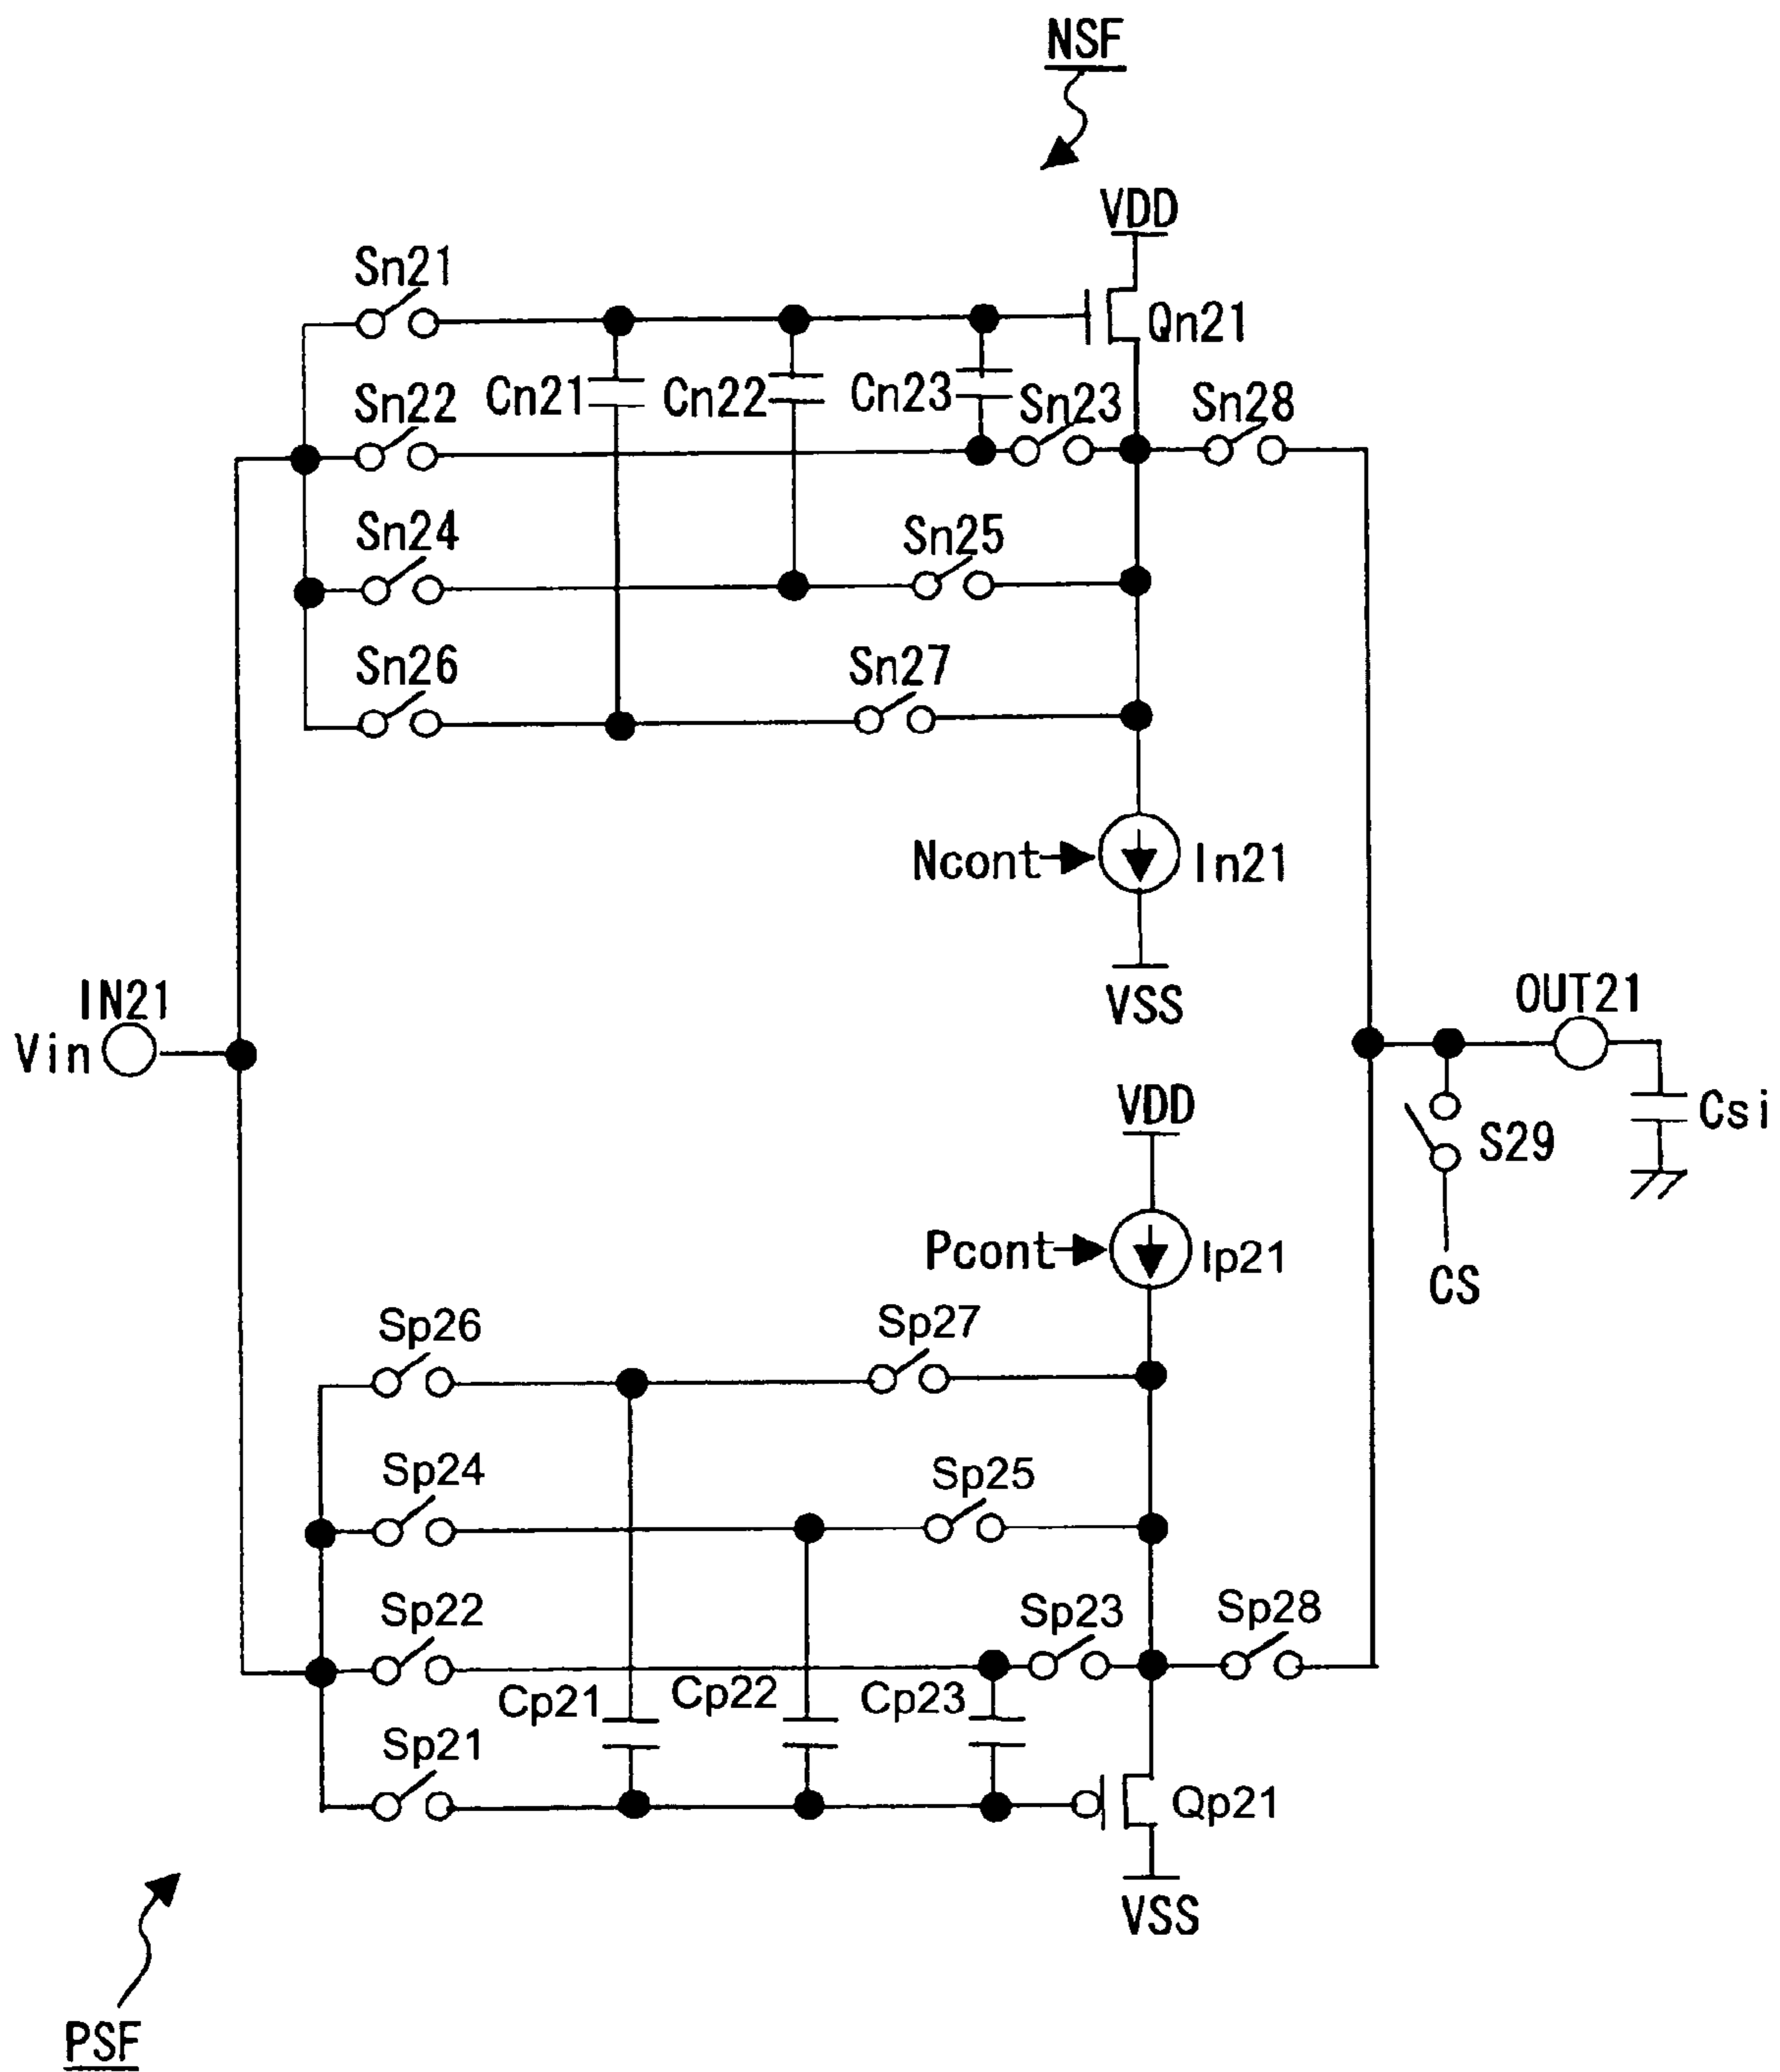 NSF
VDD
Sn21
Qn21
Sn22
Cn21
Cn22
Cn23
Sn23
Sn28
Sn24
Sn25
Sn26
Sn27
Ncont
In21
VSS
IN21
Vin
OUT21
VDD
Csi
S29
Pcont
Ip21
CS
Sp26
Sp27
Sp24
Sp25
Sp22
Sp23
Sp28
Cp21
Cp22
Cp23
Sp21
Qp21
VSS
PSF